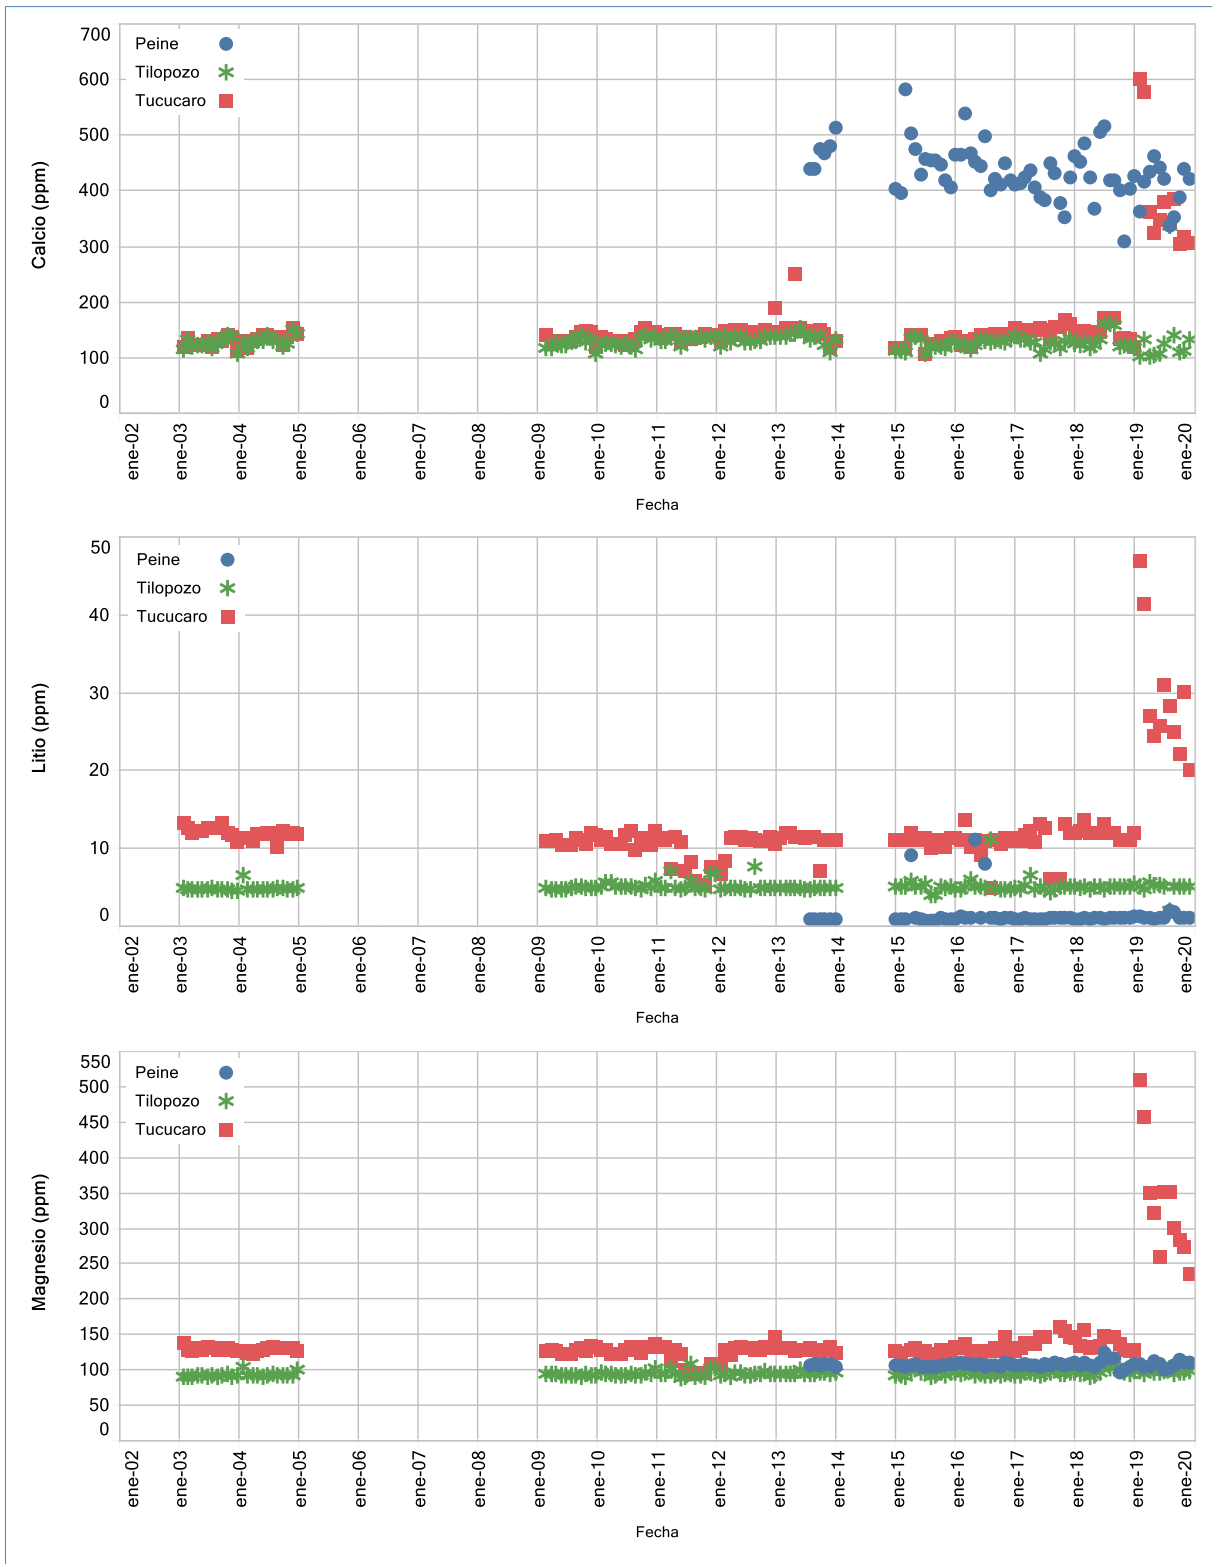 Calcio (ppm)
700
600
500
400
300
200
100
0
Peine
Tilopozo
Tucucaro
ene-02 ene-03 ene-04 ene-05 ene-06 ene-07 ene-08 ene-09 ene-10 ene-11 ene-12 ene-13 ene-14 ene-15 ene-16 ene-17 ene-18 ene-19 ene-20
Fecha
Litio (ppm)
50
40
30
20
10
0
Peine
Tilopozo
Tucucaro
ene-02 ene-03 ene-04 ene-05 ene-06 ene-07 ene-08 ene-09 ene-10 ene-11 ene-12 ene-13 ene-14 ene-15 ene-16 ene-17 ene-18 ene-19 ene-20
Fecha
Magnesio (ppm)
550
500
450
400
350
300
250
200
150
100
50
0
Peine
Tilopozo
Tucucaro
ene-02 ene-03 ene-04 ene-05 ene-06 ene-07 ene-08 ene-09 ene-10 ene-11 ene-12 ene-13 ene-14 ene-15 ene-16 ene-17 ene-18 ene-19 ene-20
Fecha